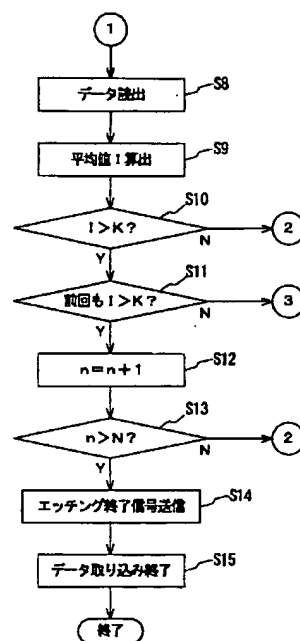 1
データ読出
S8
平均値I算出
S9
S10
I>K?
N
2
Y
S11
前回もI>K?
N
3
Y
n=n+1
S12
S13
n>N?
N
2
Y
エッチング終了信号送信
S14
データ取り込み終了
S15
終了